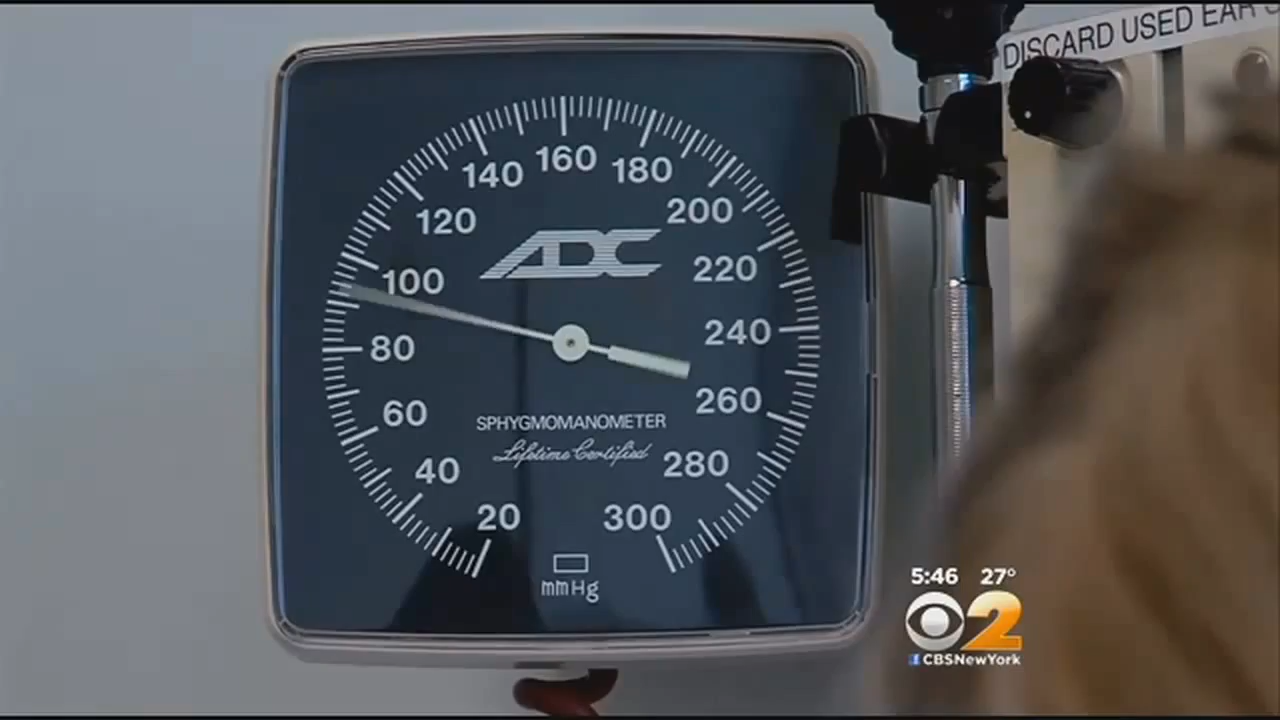 DISCARD USED EAR
140 160 180
120 200
ADC
100 220
80 240
60 260
SPHYGMOMANOMETER
Lifetime Certified
40 280
20 300
mmHg
5:46 27°
2
f CBSNewYork